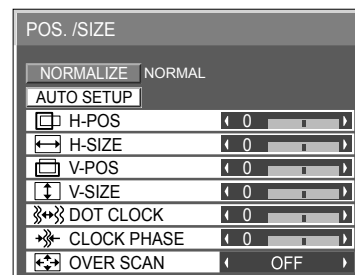 POS. /SIZE
NORMALIZE NORMAL
AUTO SETUP
H-POS 0
H-SIZE 0
V-POS 0
V-SIZE 0
DOT CLOCK 0
CLOCK PHASE 0
OVER SCAN OFF